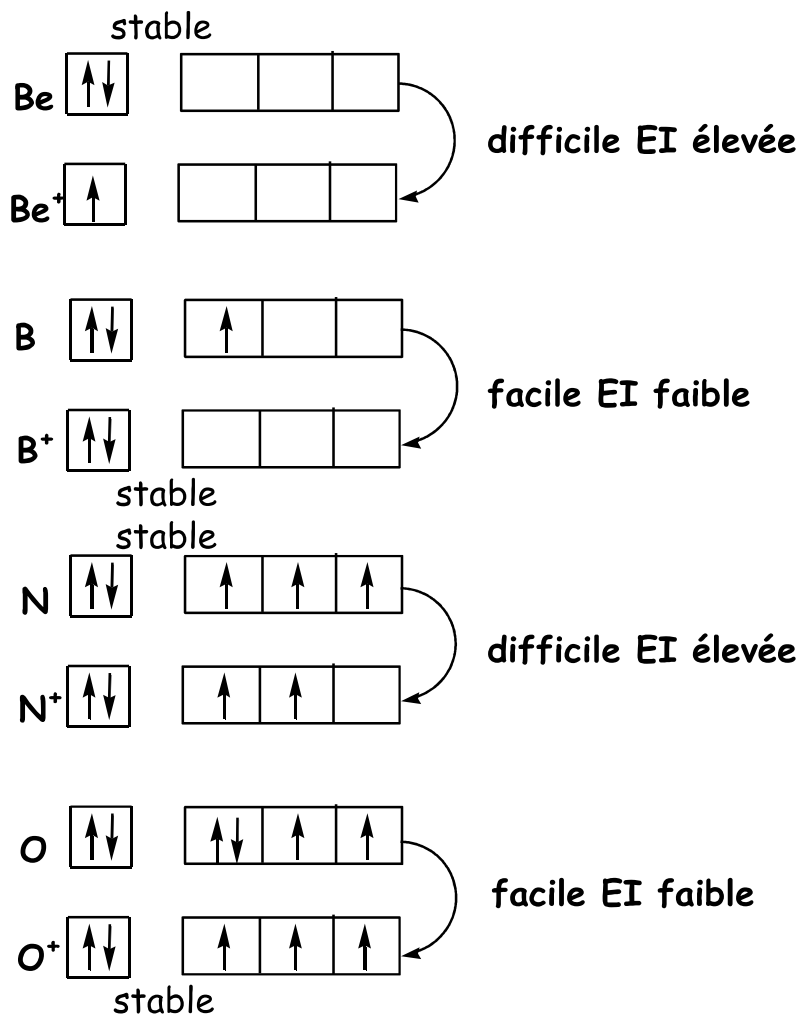 stable
Be
difficile EI élevée
Be+
B
facile EI faible
B+
stable
stable
N
difficile EI élevée
N+
O
facile EI faible
O+
stable